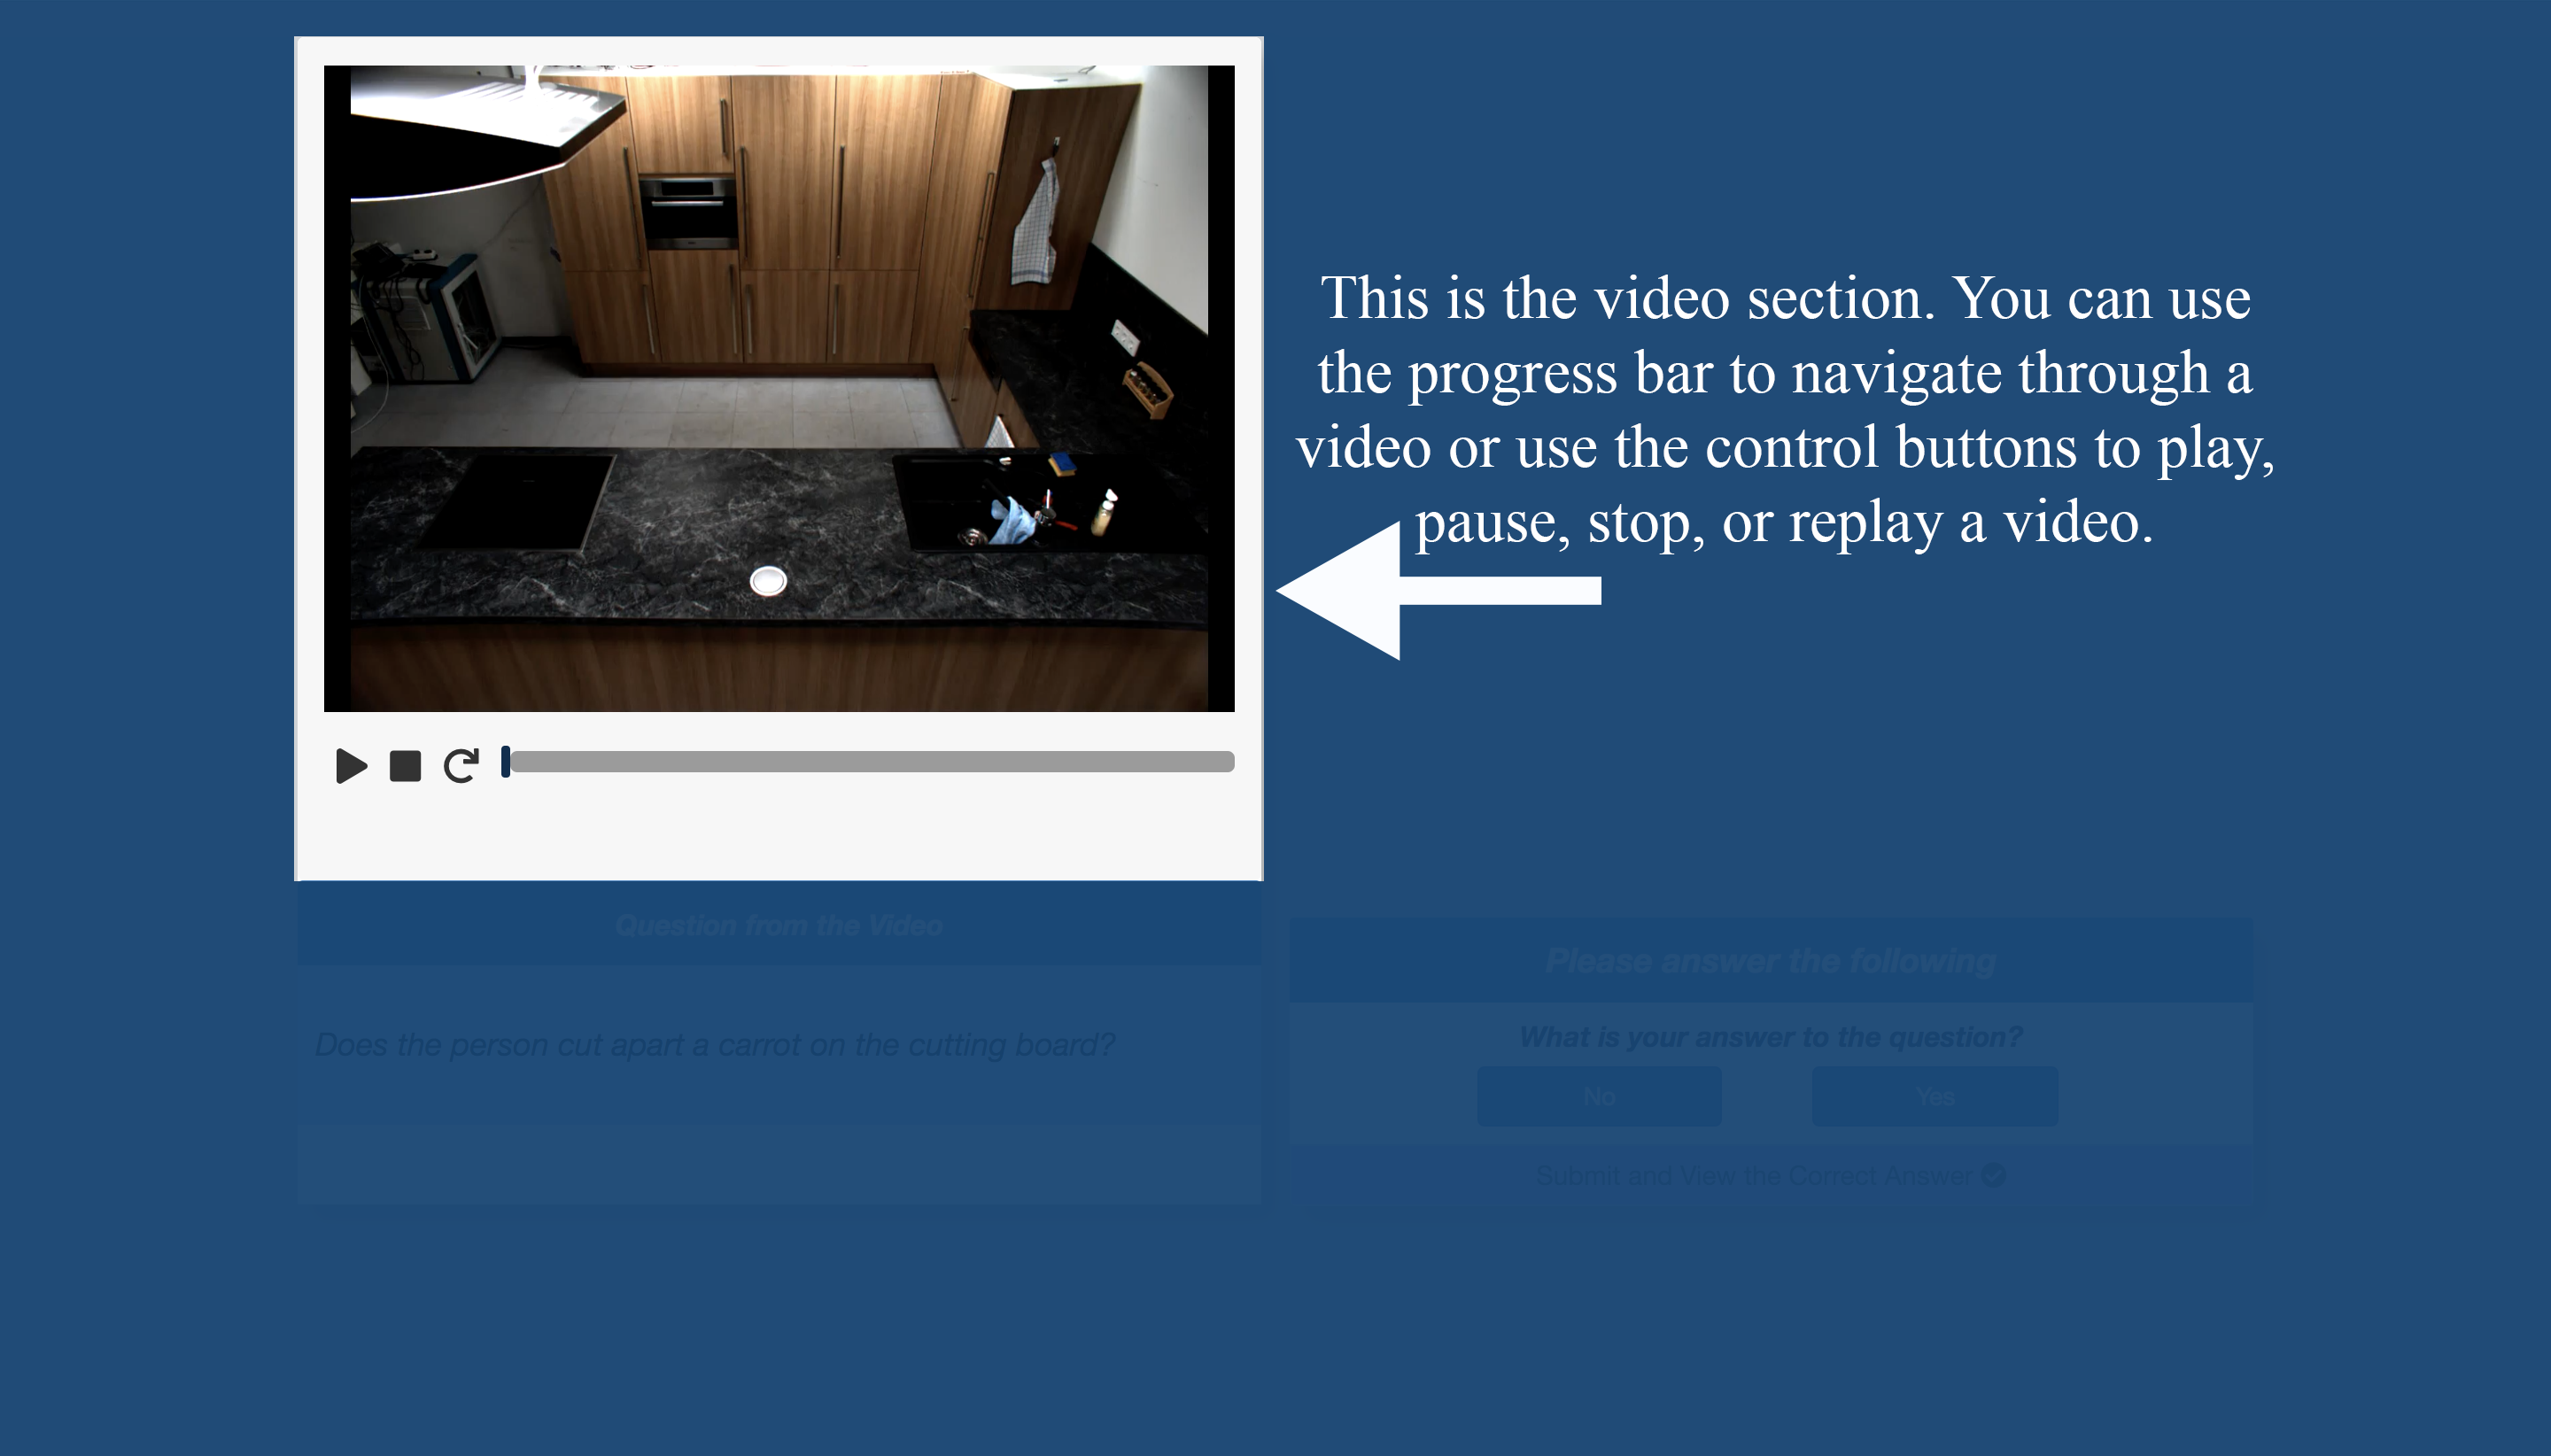 This is the video section. You can use
the progress bar to navigate through a
video or use the control buttons to play,
pause, stop, or replay a video.
Question from the Video
Does the person cut apart a carrot on the cutting board?
Please answer the following
What is your answer to the question?
No
Yes
Submit and View the Correct Answer